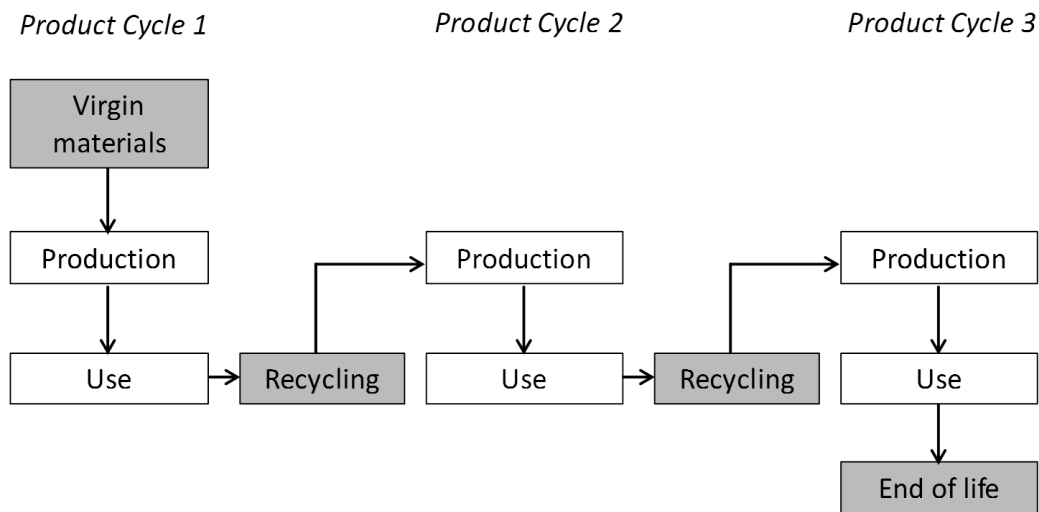 Product Cycle 1
Product Cycle 2
Product Cycle 3
Virgin
materials
Production
Production
Production
Use
Recycling
Use
Recycling
Use
End of life